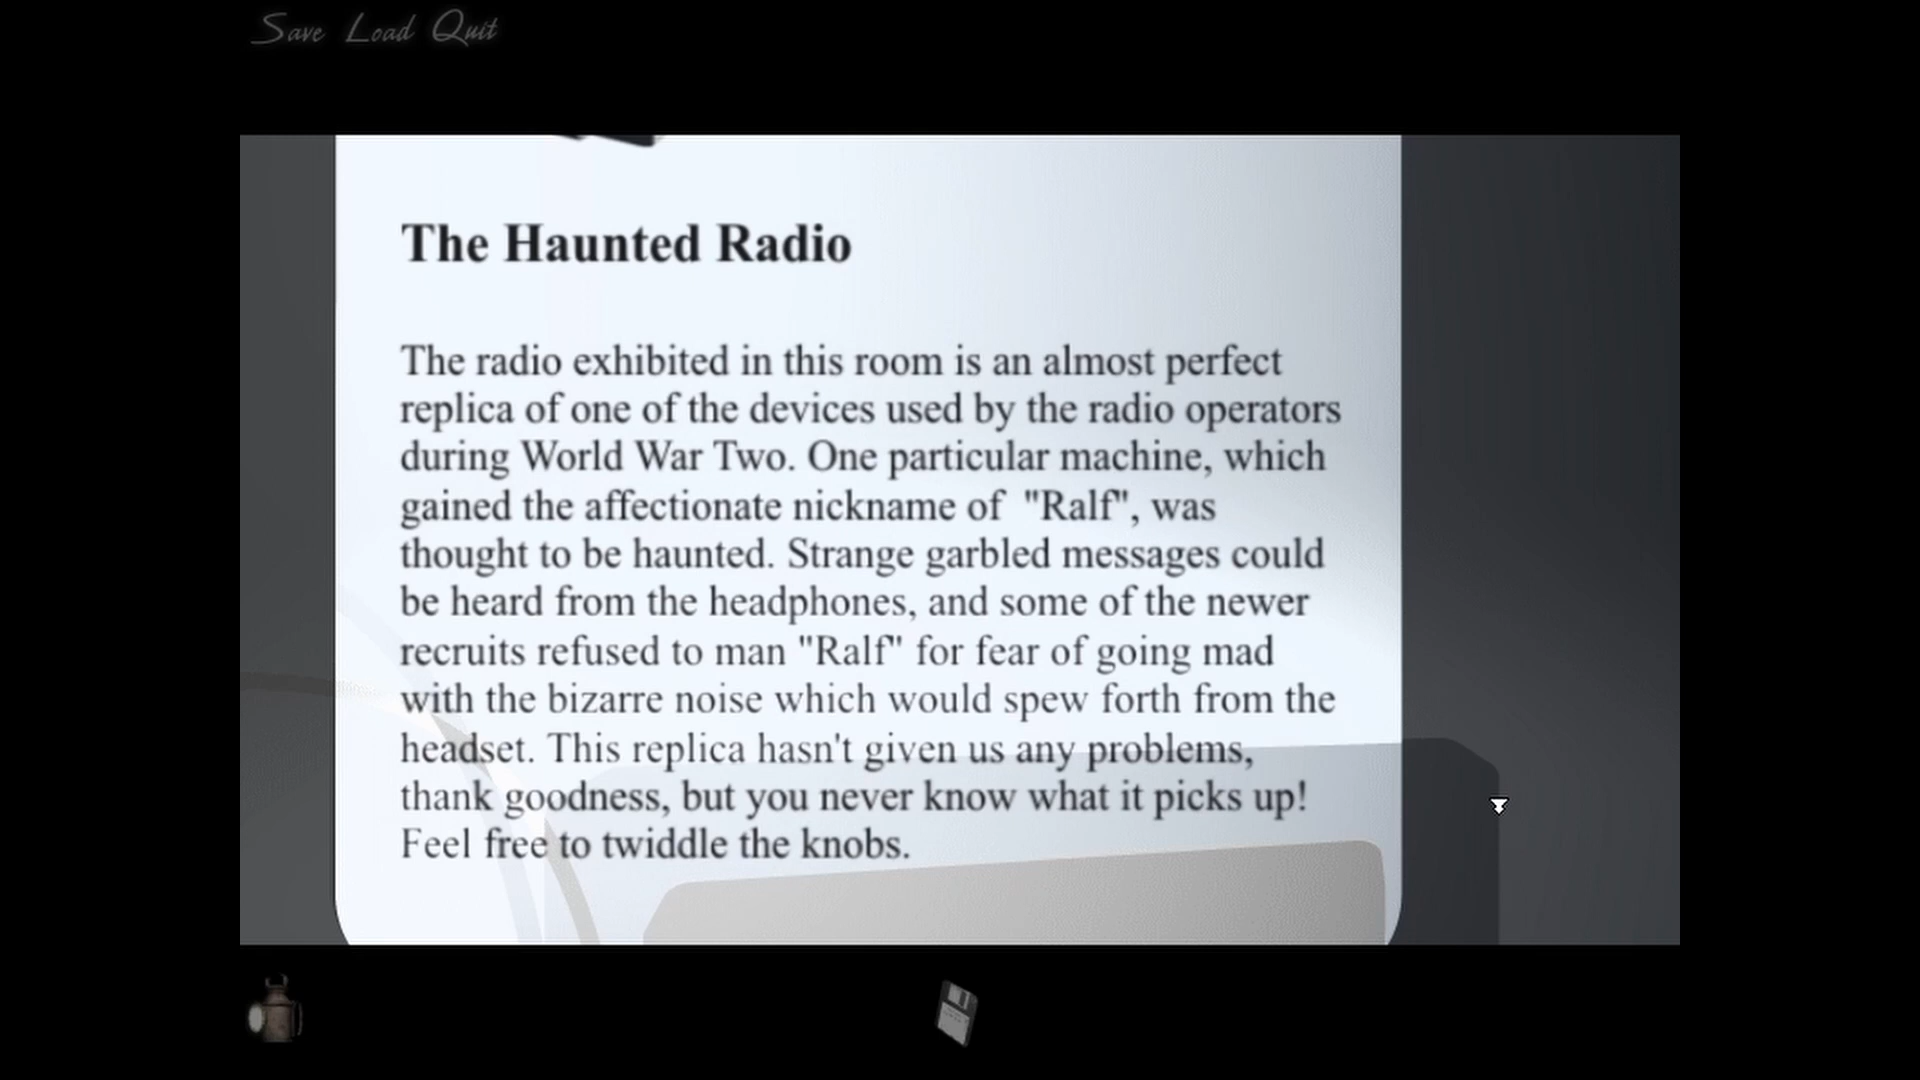 Save Load Quit
The Haunted Radio
The radio exhibited in this room is an almost perfect
replica of one of the devices used by the radio operators
during World War Two. One particular machine, which
gained the affectionate nickname of  "Ralf", was
thought to be haunted. Strange garbled messages could
be heard from the headphones, and some of the newer
recruits refused to man "Ralf" for fear of going mad
with the bizarre noise which would spew forth from the
headset. This replica hasn't given us any problems,
thank goodness, but you never know what it picks up!
Feel free to twiddle the knobs.